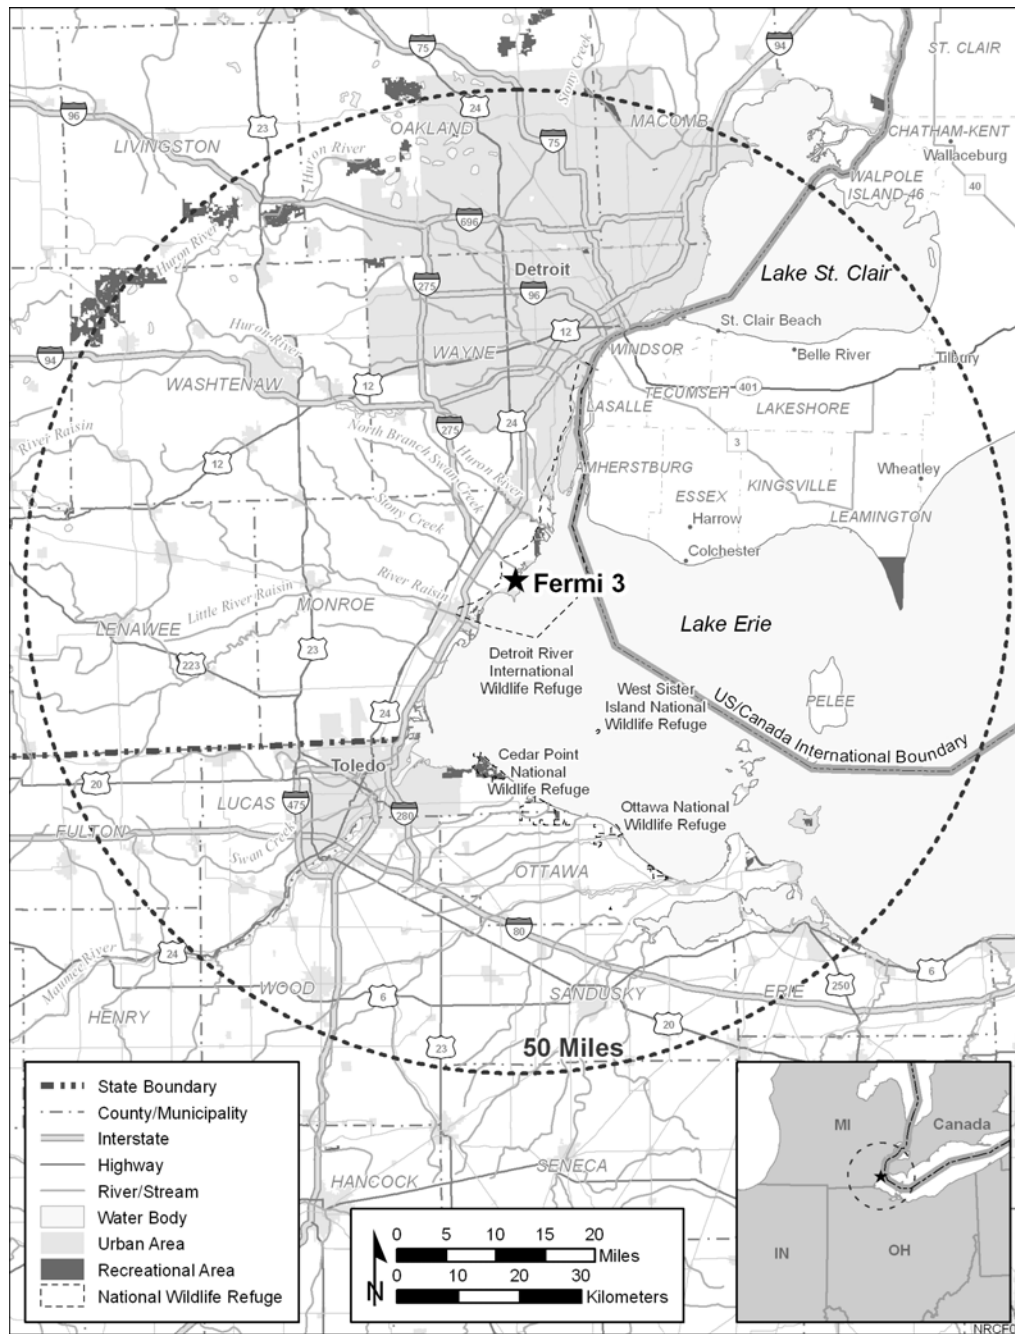 75
94
ST. CLAIR
96
23
24
Stony Creek
OAKLAND
MACOMB
LIVINGSTON
Huron River
75
CHATHAM-KENT
Wallaceburg
WALPOLE
ISLAND 46
40
696
Huron River
Detroit
275
96
Lake St. Clair
12
St. Clair Beach
94
Huron River
WAYNE
WINDSOR
Belle River
Tilbury
WASHTENAW
12
TECUMSEH
401
LASALLE
LAKESHORE
24
275
River Raisin
North Branch Swan Creek
Huron River
3
12
AMHERSTBURG
Wheatley
KINGSVILLE
ESSEX
Stony Creek
Harrow
LEAMINGTON
Colchester
Fermi 3
River Raisin
Little River Raisin
MONROE
LENAWEE
Lake Erie
23
223
Detroit River
International
Wildlife Refuge
West Sister
Island National
Wildlife Refuge
PELEE
24
US/Canada International Boundary
Toledo
Cedar Point
National
Wildlife Refuge
20
LUCAS
475
280
Ottawa National
Wildlife Refuge
FULTON
Swan Creek
OTTAWA
80
Maumee River
24
WOOD
6
SANDUSKY
ERIE
250
6
HENRY
20
23
50 Miles
State Boundary
County/Municipality
Interstate
Highway
River/Stream
Water Body
Urban Area
Recreational Area
National Wildlife Refuge
HANCOCK
SENECA
0 5 10 15 20
Miles
0 10 20 30
Kilometers
N
MI
Canada
IN
OH